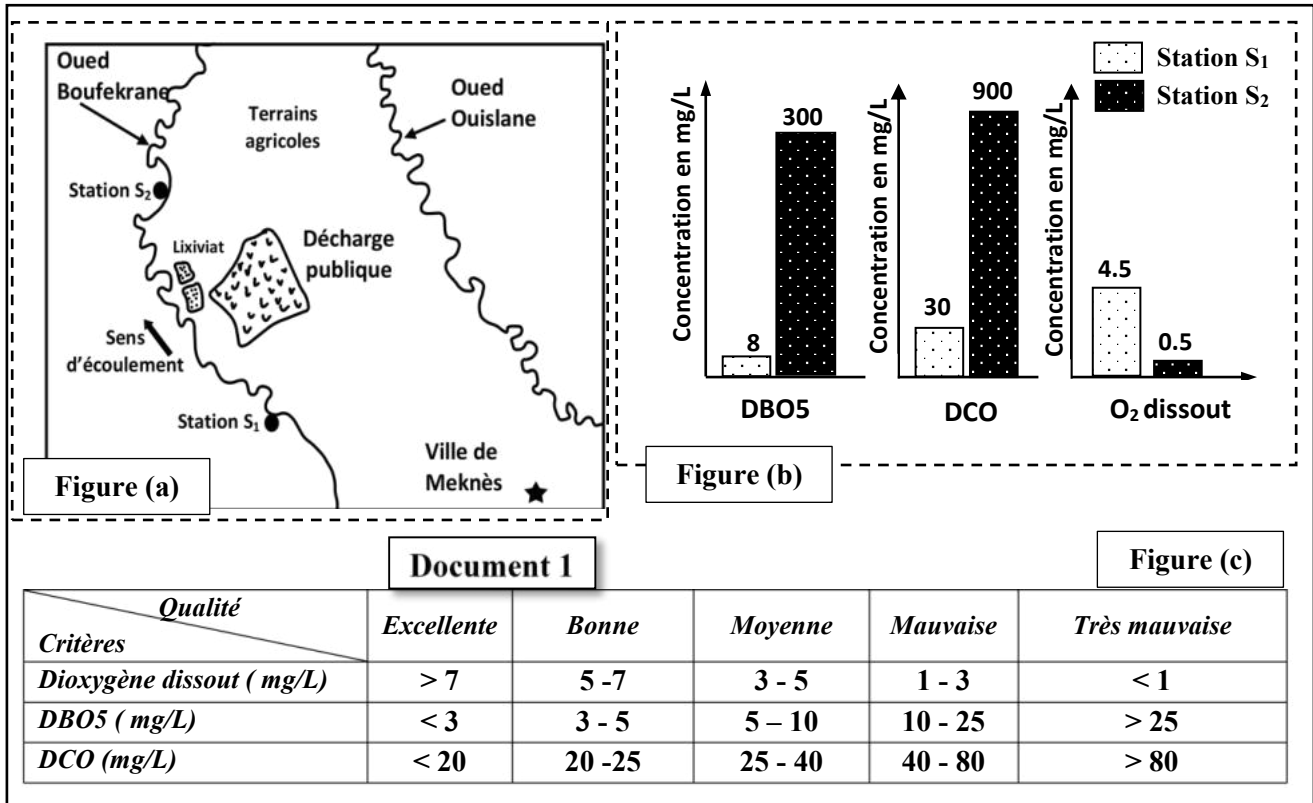 Oued
Boufekrane
Terrains
agricoles
Oued
Ouislane
Station S₂
Lixiviat
Décharge
publique
Sens
d'écoulement
Station S₁
Ville de
Meknès
Figure (a)
Station S₁
Station S₂
Concentration en mg/L
300
8
DBO5
Concentration en mg/L
900
30
DCO
Concentration en mg/L
4.5
0.5
O₂ dissout
Figure (b)
Document 1
Figure (c)
Qualité
Critères
Excellente Bonne Moyenne Mauvaise Très mauvaise
Dioxygène dissout ( mg/L) > 7 5 -7 3 - 5 1 - 3 < 1
DBO5 ( mg/L) < 3 3 - 5 5 – 10 10 - 25 > 25
DCO (mg/L) < 20 20 -25 25 - 40 40 - 80 > 80